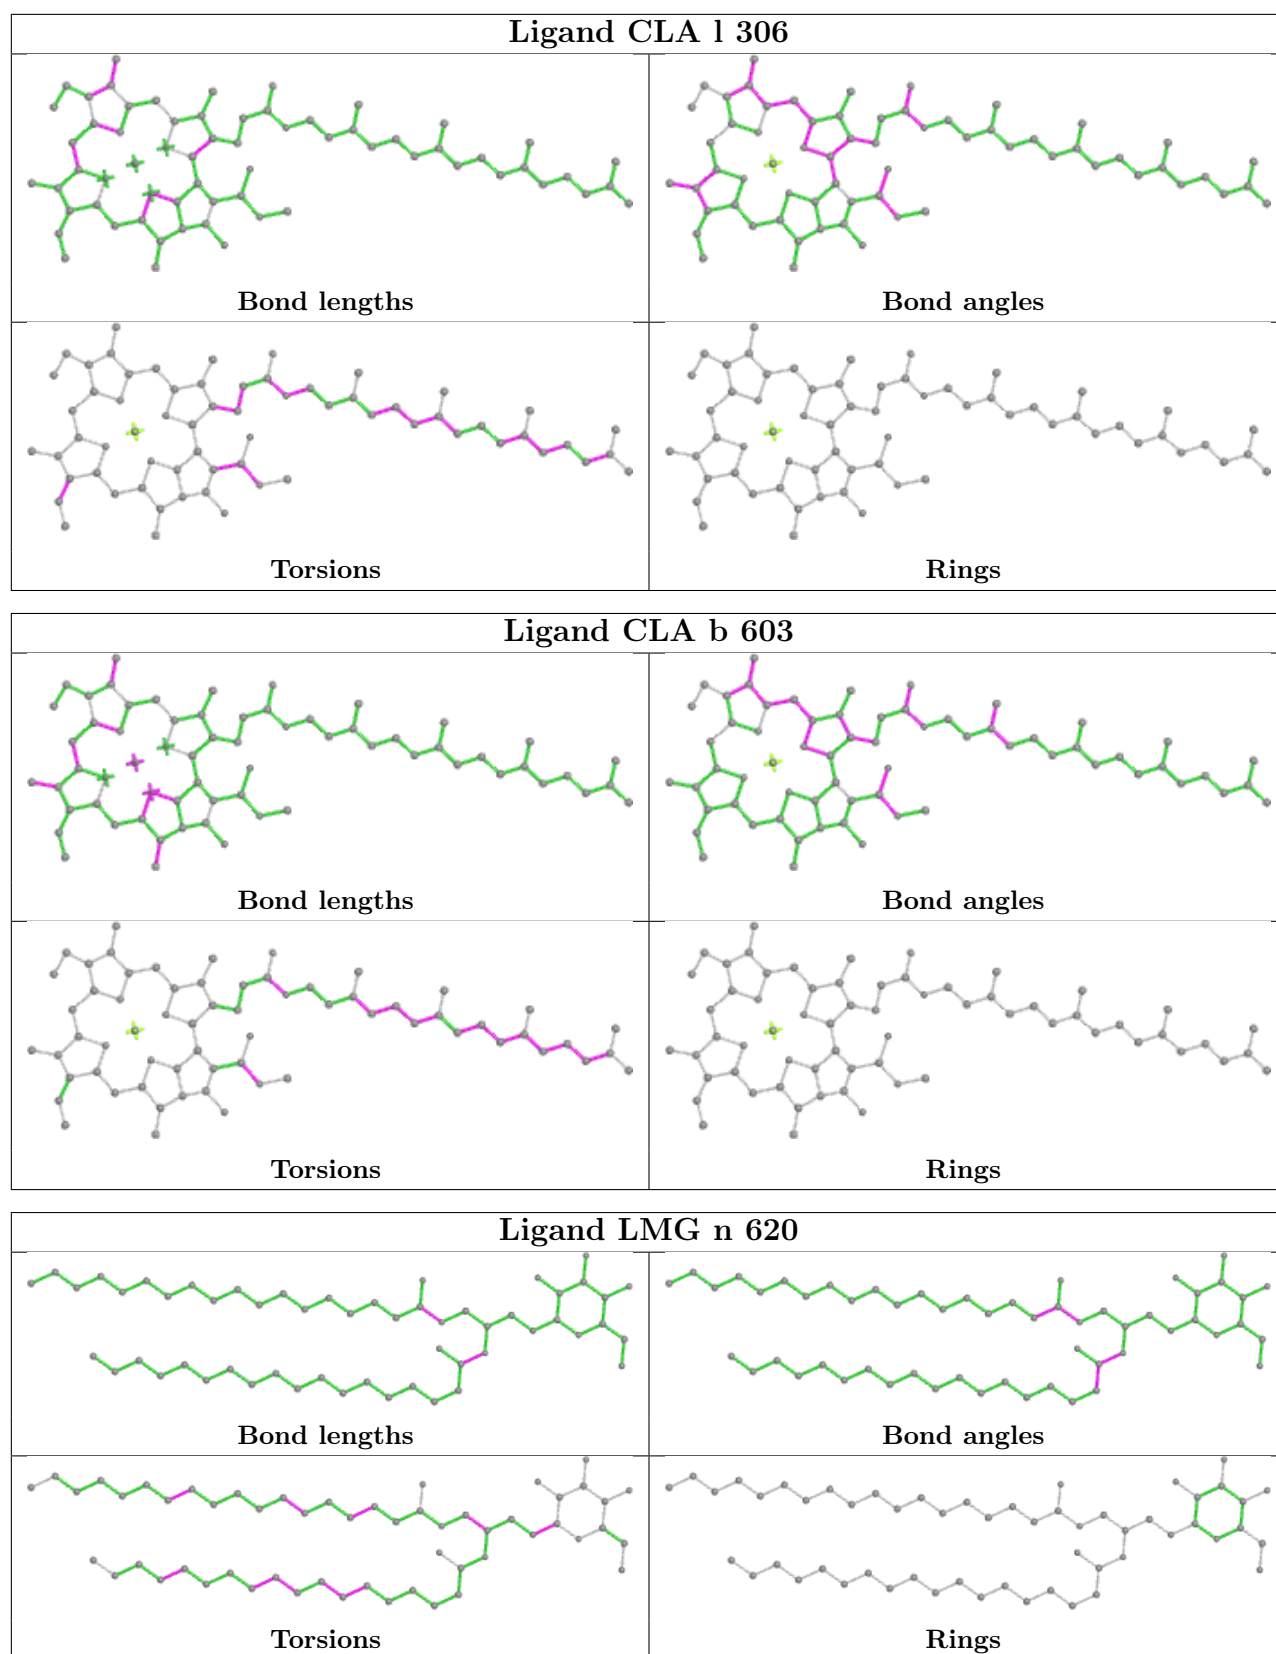 Ligand CLA l 306
Bond lengths
Bond angles
Torsions
Rings
Ligand CLA b 603
Bond lengths
Bond angles
Torsions
Rings
Ligand LMG n 620
Bond lengths
Bond angles
Torsions
Rings